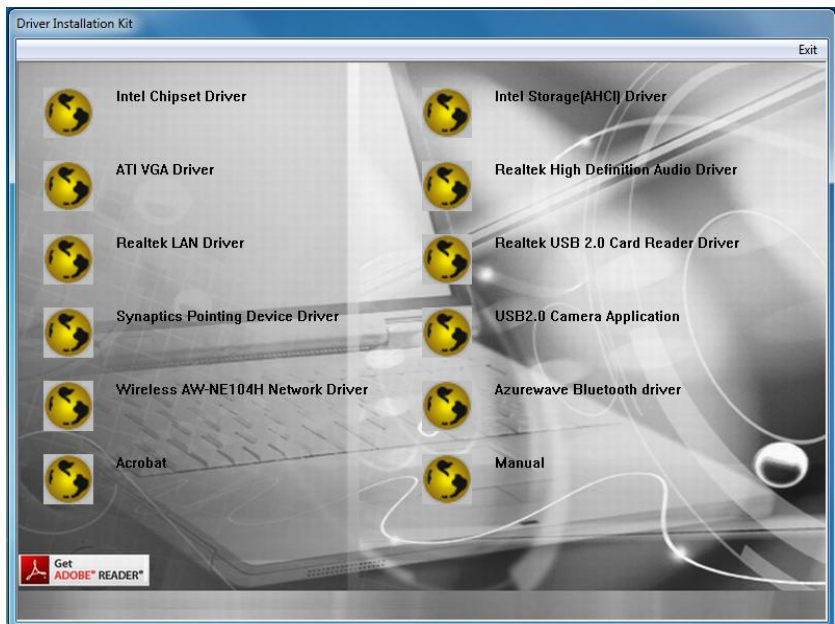 Driver Installation Kit
Exit
Intel Chipset Driver
Intel Storage(AHCI) Driver
ATI VGA Driver
Realtek High Definition Audio Driver
Realtek LAN Driver
Realtek USB 2.0 Card Reader Driver
Synaptics Pointing Device Driver
USB2.0 Camera Application
Wireless AW-NE104H Network Driver
Azurewave Bluetooth driver
Acrobat
Manual
Get
ADOBE® READER®